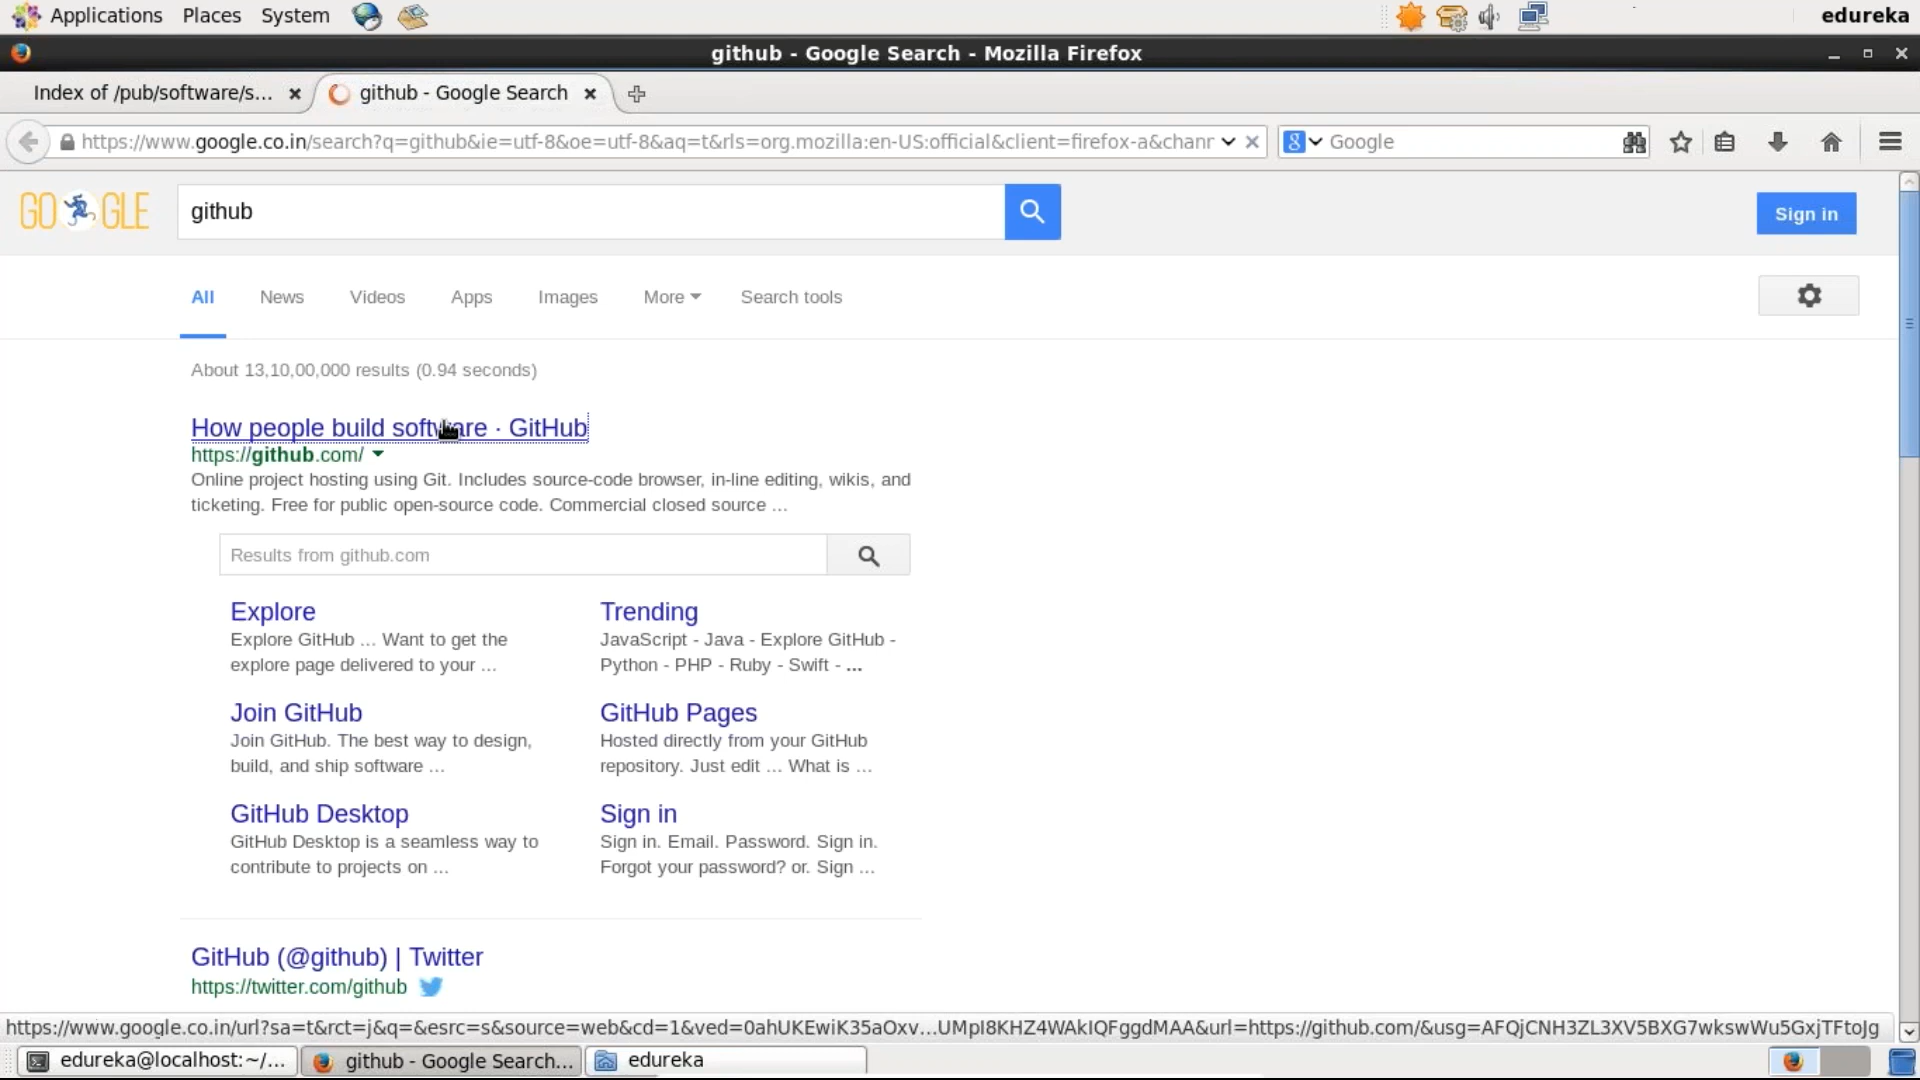 Applications Places System
edureka
github - Google Search - Mozilla Firefox
Index of /pub/software/s...
github - Google Search
https://www.google.co.in/search?q=github&ie=utf-8&oe=utf-8&aq=t&rls=org.mozilla:en-US:official&client=firefox-a&chanr
8
Google
GO GLE
github
Sign in
All News Videos Apps Images More Search tools
About 13,10,00,000 results (0.94 seconds)
How people build software · GitHub
https://github.com/
Online project hosting using Git. Includes source-code browser, in-line editing, wikis, and
ticketing. Free for public open-source code. Commercial closed source ...
Results from github.com
Explore
Explore GitHub ... Want to get the
explore page delivered to your ...
Trending
JavaScript - Java - Explore GitHub -
Python - PHP - Ruby - Swift - ...
Join GitHub
Join GitHub. The best way to design,
build, and ship software ...
GitHub Pages
Hosted directly from your GitHub
repository. Just edit ... What is ...
GitHub Desktop
GitHub Desktop is a seamless way to
contribute to projects on ...
Sign in
Sign in. Email. Password. Sign in.
Forgot your password? or. Sign ...
GitHub (@github) | Twitter
https://twitter.com/github
https://www.google.co.in/url?sa=t&rct=j&q=&esrc=s&source=web&cd=1&ved=0ahUKEwiK35aOxv...UMpI8KHZ4WAkIQFggdMAA&url=https://github.com/&usg=AFQjCNH3ZL3XV5BXG7wkswWu5GxjTFtoJg
edureka@localhost:~/...
github - Google Search...
edureka